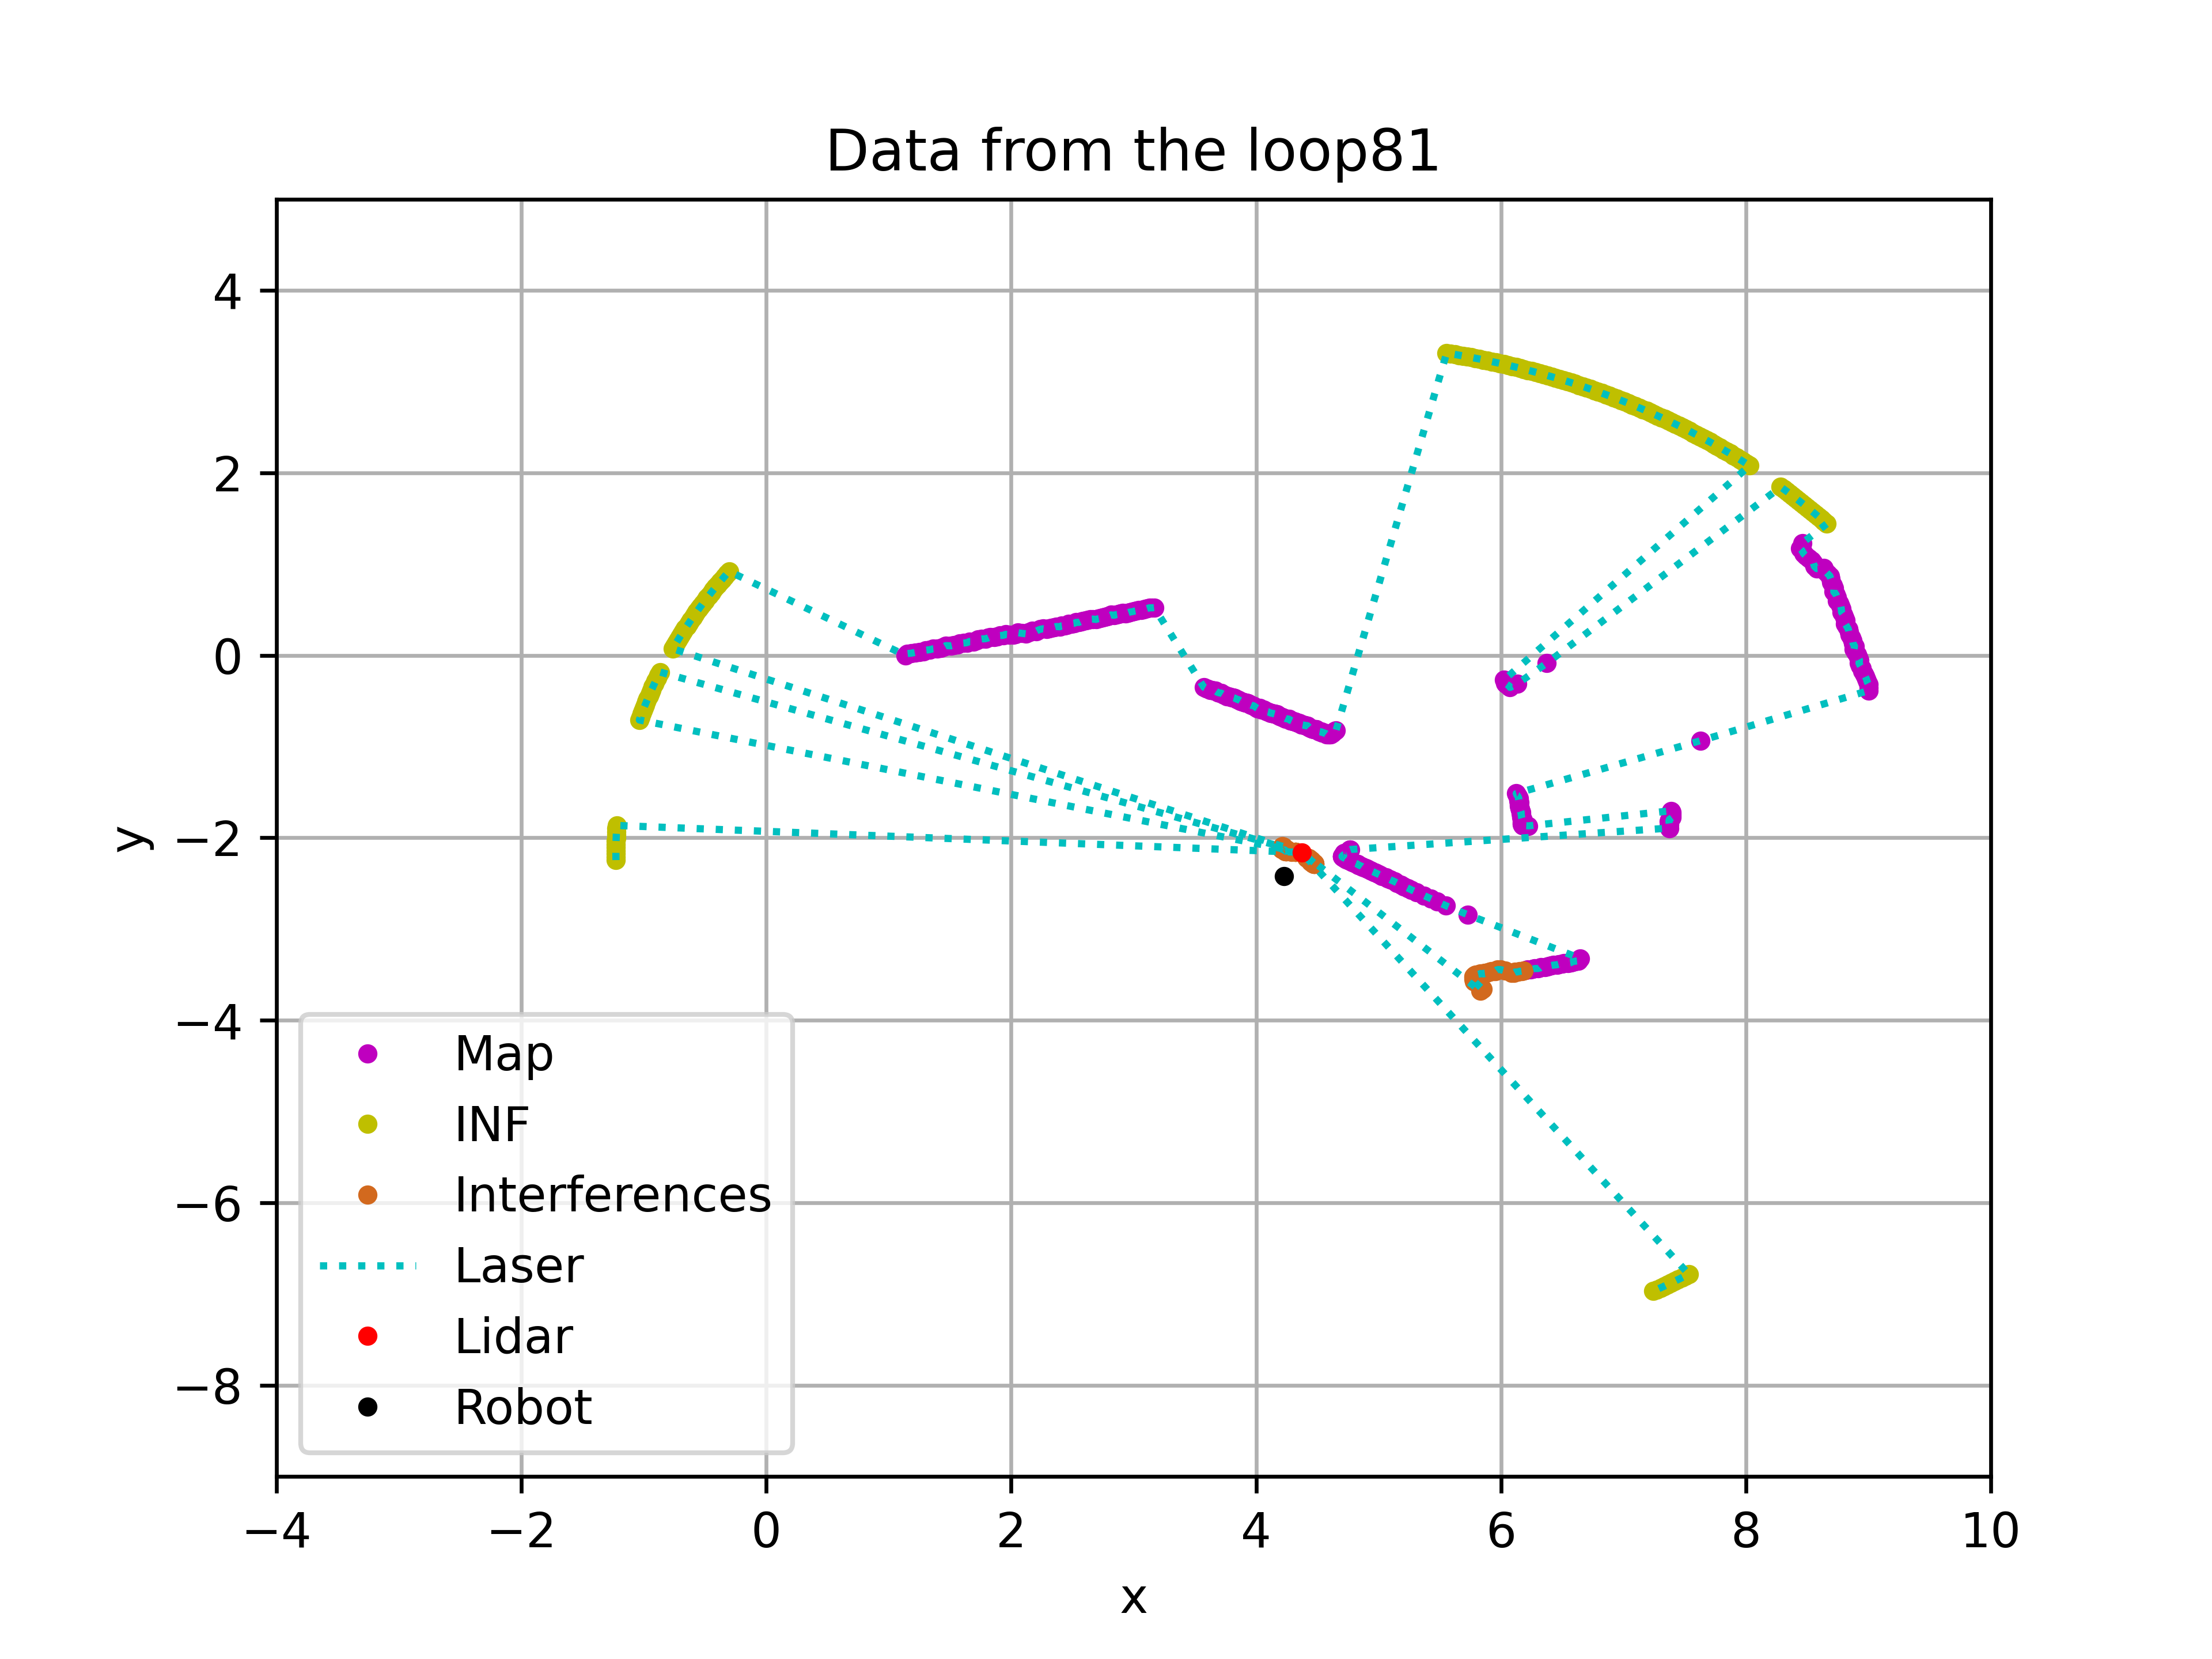 Data from the loop81
y
4
2
0
−2
−4
−6
−8
Map
INF
Interferences
Laser
Lidar
Robot
−4 −2 0 2 4 6 8 10
x